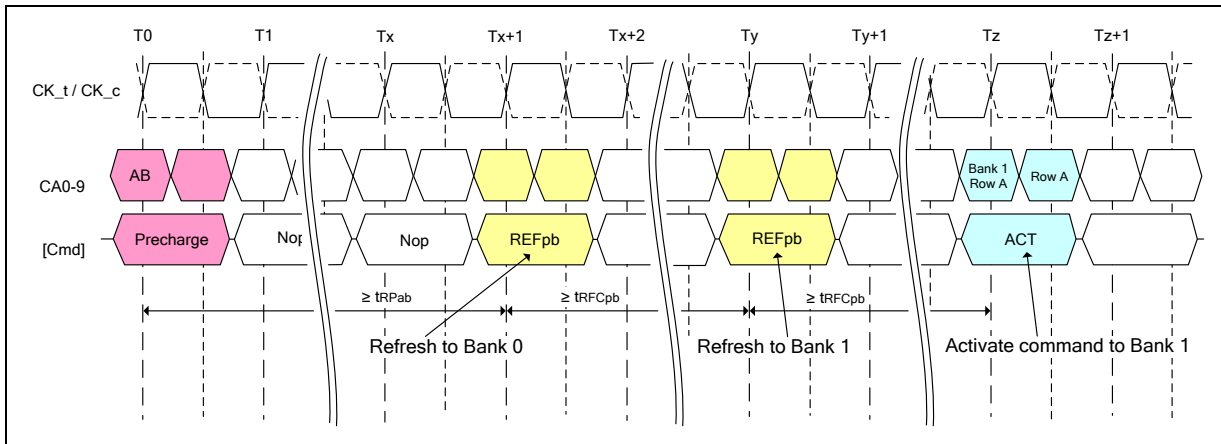 T0 T1 Tx Tx+1 Tx+2 Ty Ty+1 Tz Tz+1
CK_t / CK_c
CA0-9
AB
Bank 1
Row A
Row A
[Cmd]
Precharge Nop Nop REFpb REFpb ACT
≥ tRPab ≥ tRFCpb ≥ tRFCpb
Refresh to Bank 0 Refresh to Bank 1 Activate command to Bank 1